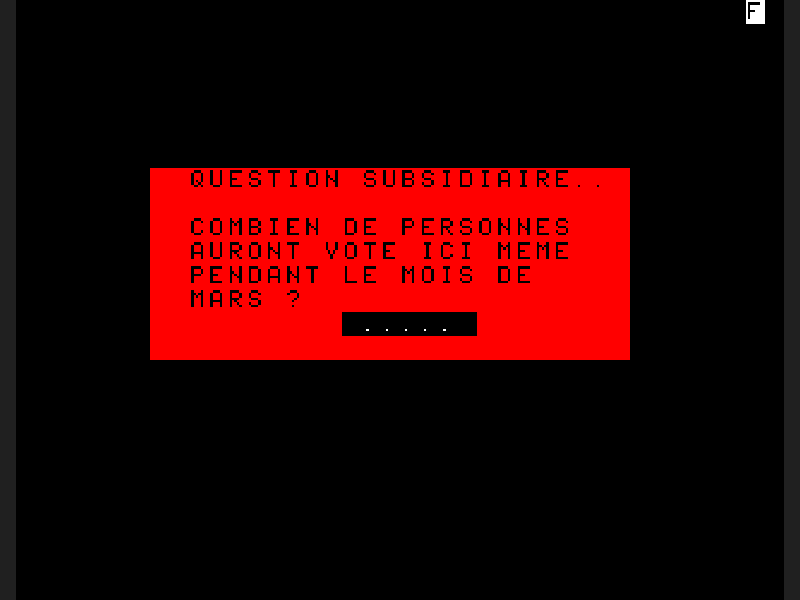 F
QUESTION SUBSIDIAIRE..
COMBIEN DE PERSONNES
AURONT VOTE ICI MEME
PENDANT LE MOIS DE
MARS ?
.....